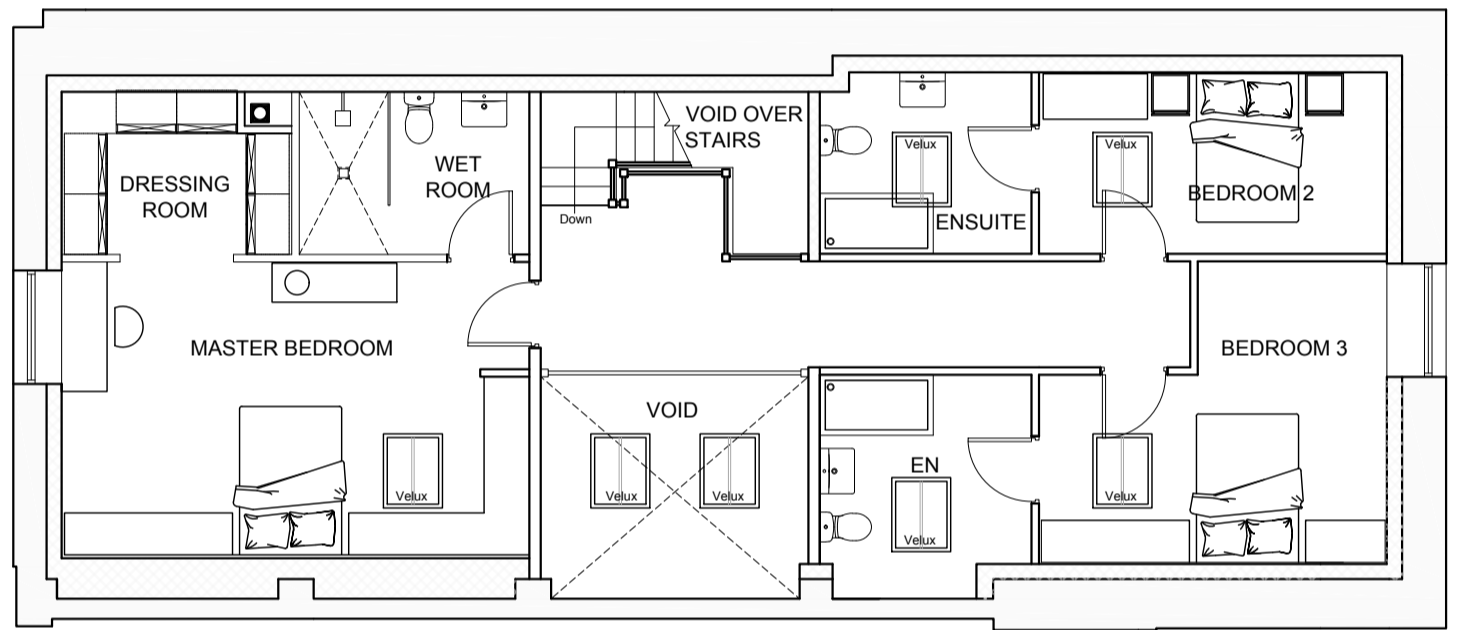 VOID OVER
STAIRS
Velux
Velux
WET
ROOM
DRESSING
ROOM
BEDROOM 2
Down
ENSUITE
MASTER BEDROOM
BEDROOM 3
VOID
EN
Velux
Velux
Velux
Velux
Velux